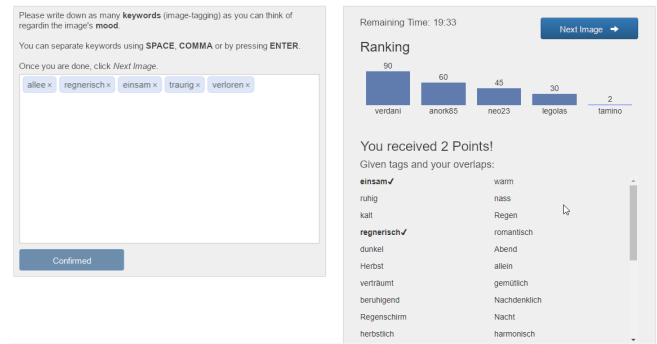 Please write down as many keywords (image-tagging) as you can think of
regardin the image's mood.
You can separate keywords using SPACE, COMMA or by pressing ENTER.
Once you are done, click Next Image.
allee × regnerisch × einsam × traurig × verloren ×
Confirmed
Remaining Time: 19:33
Next Image ➔
Ranking
90
60
45
30
2
verdani anork85 neo23 legolas tamino
You received 2 Points!
Given tags and your overlaps:
einsam✓ warm
ruhig nass
kalt Regen
regnerisch✓ romantisch
dunkel Abend
Herbst allein
verträumt gemütlich
beruhigend Nachdenklich
Regenschirm Nacht
herbstlich harmonisch